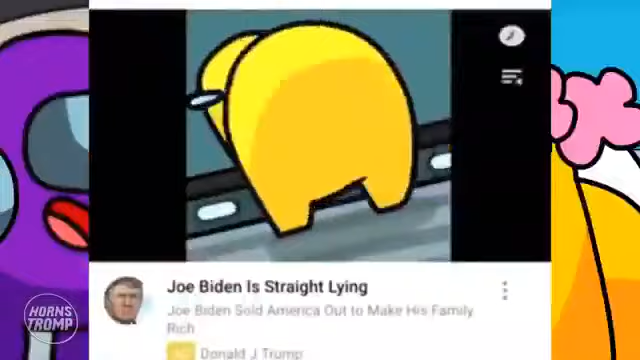 Joe Biden Is Straight Lying
Joe Biden Sold America Out to Make His Family
Rich
Donald J Trump
HORNS
TROMP